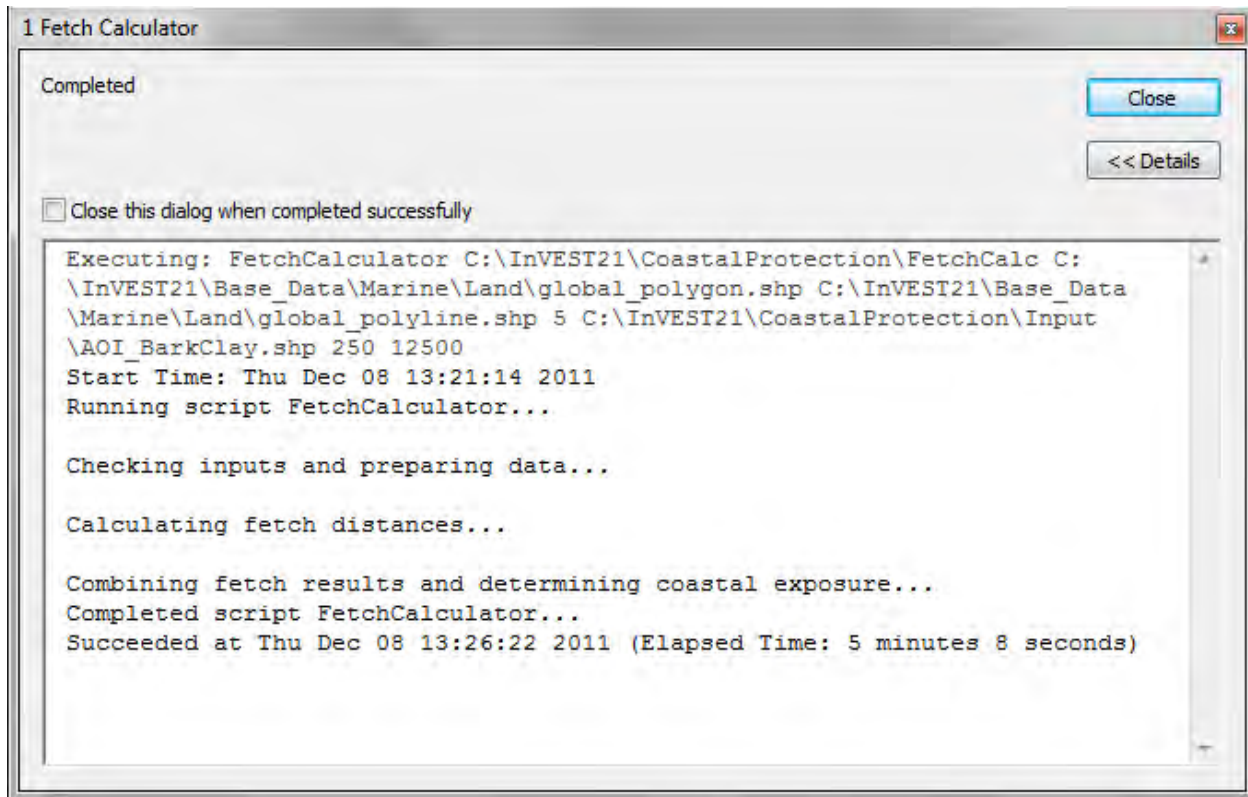 1 Fetch Calculator
Completed
Close
<< Details
Close this dialog when completed successfully
Executing: FetchCalculator C:\InVEST21\CoastalProtection\FetchCalc C:
\InVEST21\Base_Data\Marine\Land\global_polygon.shp C:\InVEST21\Base_Data
\Marine\Land\global_polyline.shp 5 C:\InVEST21\CoastalProtection\Input
\AOI_BarkClay.shp 250 12500
Start Time: Thu Dec 08 13:21:14 2011
Running script FetchCalculator...
Checking inputs and preparing data...
Calculating fetch distances...
Combining fetch results and determining coastal exposure...
Completed script FetchCalculator...
Succeeded at Thu Dec 08 13:26:22 2011 (Elapsed Time: 5 minutes 8 seconds)